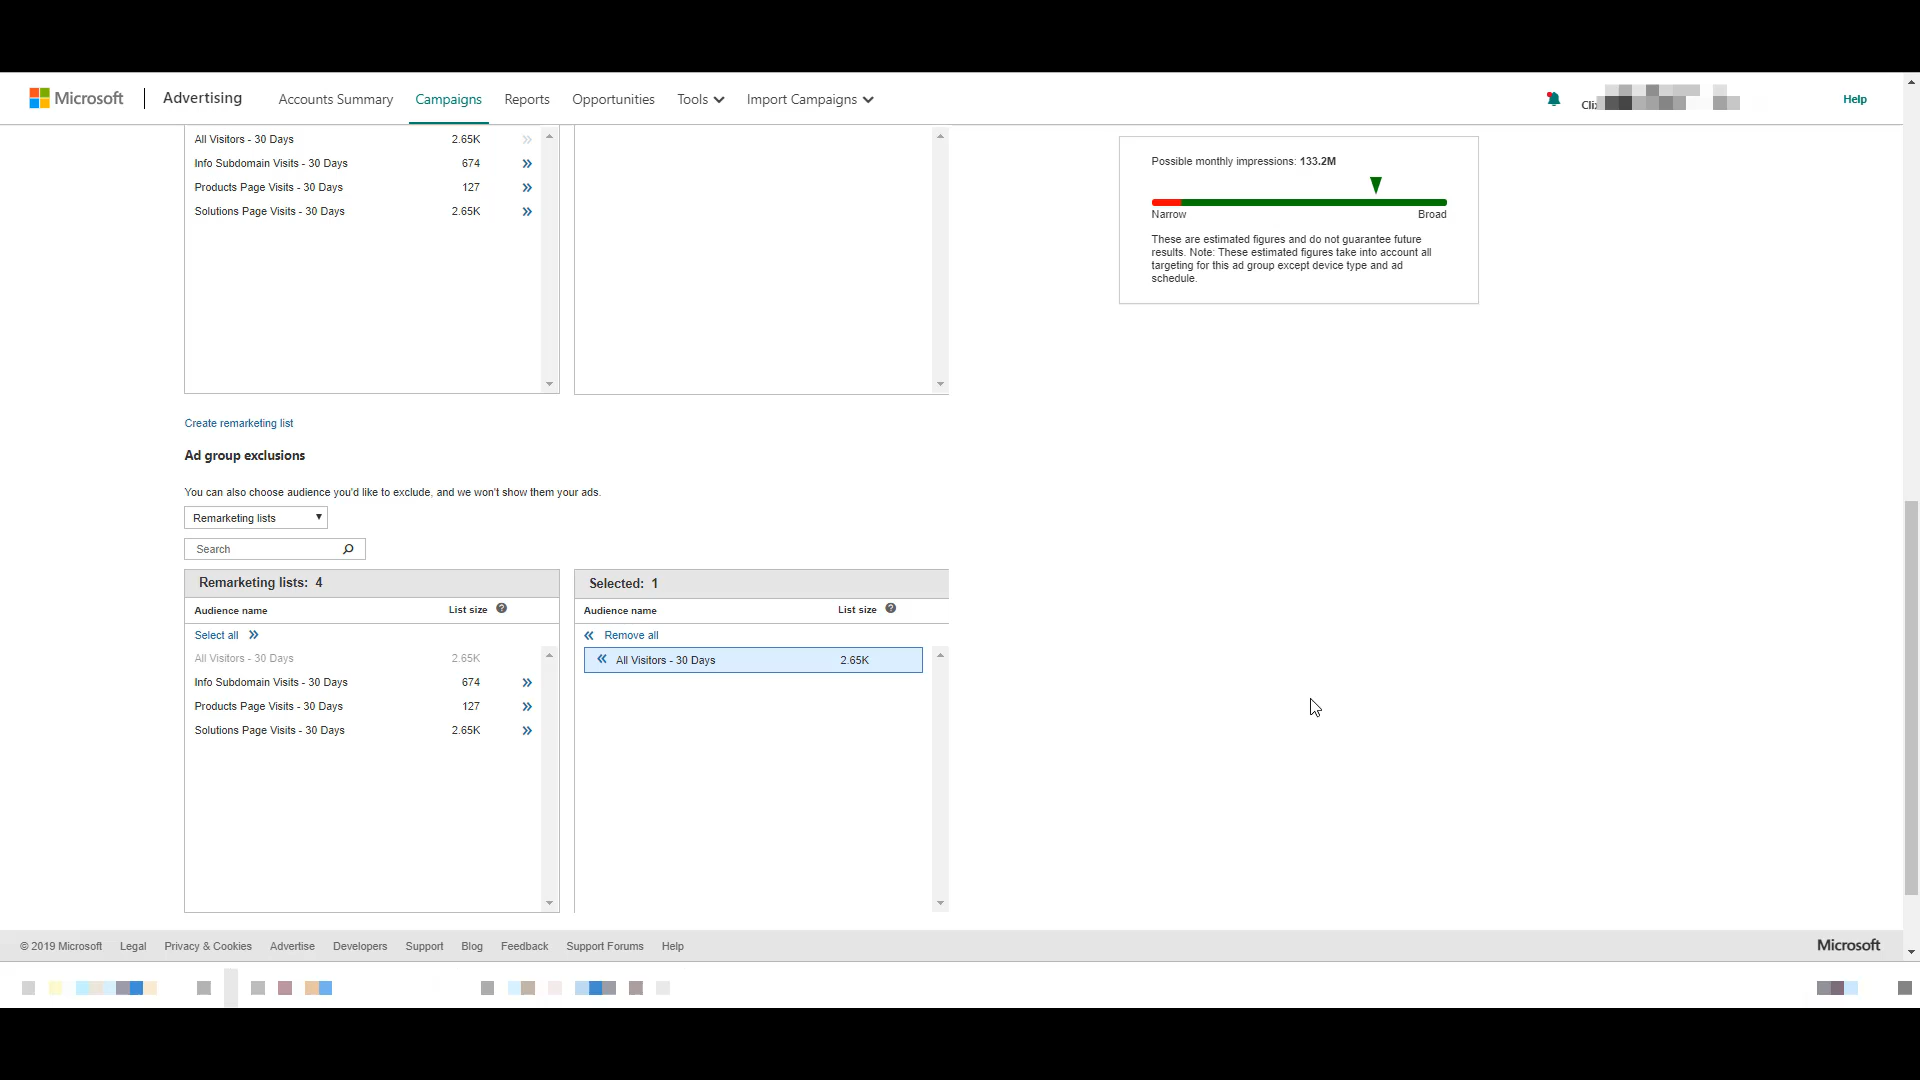 Microsoft | Advertising Accounts Summary Campaigns Reports Opportunities Tools Import Campaigns Help
All Visitors - 30 Days 2.65K »
Info Subdomain Visits - 30 Days 674 »
Products Page Visits - 30 Days 127 »
Solutions Page Visits - 30 Days 2.65K »
Possible monthly impressions: 133.2M
Narrow Broad
These are estimated figures and do not guarantee future
results. Note: These estimated figures take into account all
targeting for this ad group except device type and ad
schedule.
Create remarketing list
Ad group exclusions
You can also choose audience you'd like to exclude, and we won't show them your ads.
Remarketing lists
Search
Remarketing lists: 4
Audience name List size
Select all »
All Visitors - 30 Days 2.65K
Info Subdomain Visits - 30 Days 674 »
Products Page Visits - 30 Days 127 »
Solutions Page Visits - 30 Days 2.65K »
Selected: 1
Audience name List size
« Remove all
« All Visitors - 30 Days 2.65K
© 2019 Microsoft Legal Privacy & Cookies Advertise Developers Support Blog Feedback Support Forums Help Microsoft